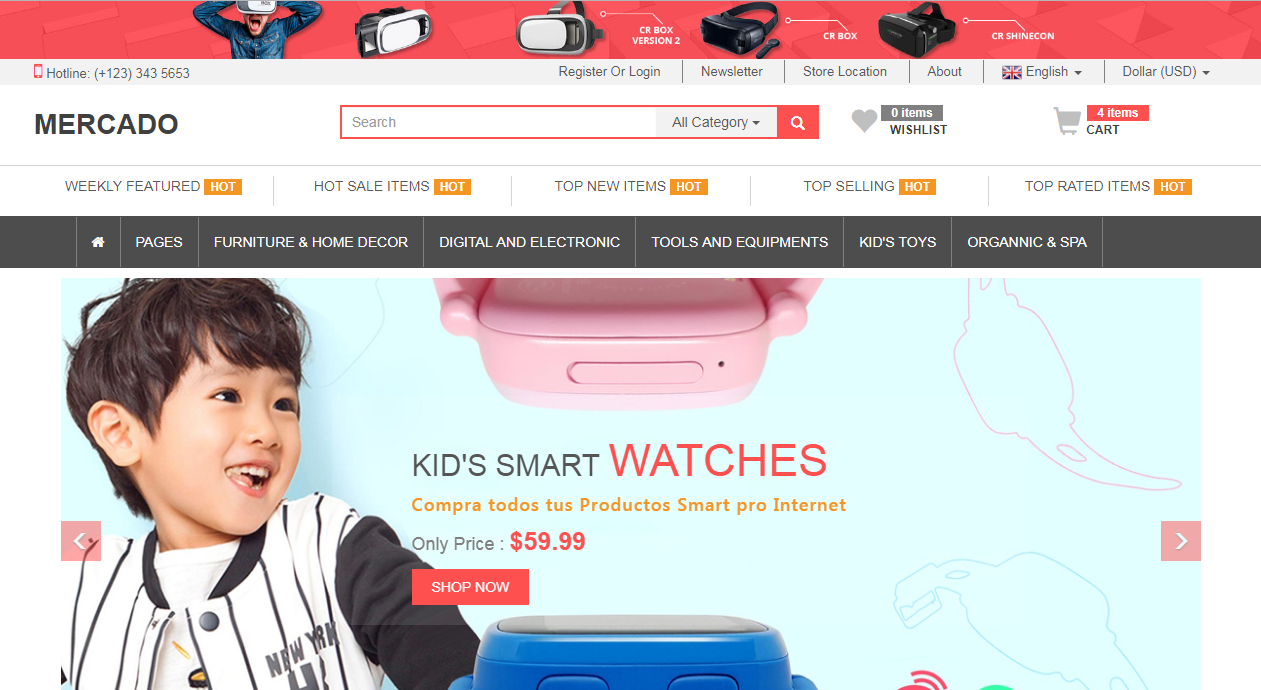 CR BOX
VERSION 2
CR BOX
CR SHINECON
Hotline: (+123) 343 5653
Register Or Login
Newsletter
Store Location
About
English
Dollar (USD)
MERCADO
Search
All Category
0 items
WISHLIST
4 items
CART
WEEKLY FEATURED HOT
HOT SALE ITEMS HOT
TOP NEW ITEMS HOT
TOP SELLING HOT
TOP RATED ITEMS HOT
PAGES
FURNITURE & HOME DECOR
DIGITAL AND ELECTRONIC
TOOLS AND EQUIPMENTS
KID'S TOYS
ORGANNIC & SPA
KID'S SMART WATCHES
Compra todos tus Productos Smart pro Internet
Only Price : $59.99
SHOP NOW
NEW YRK